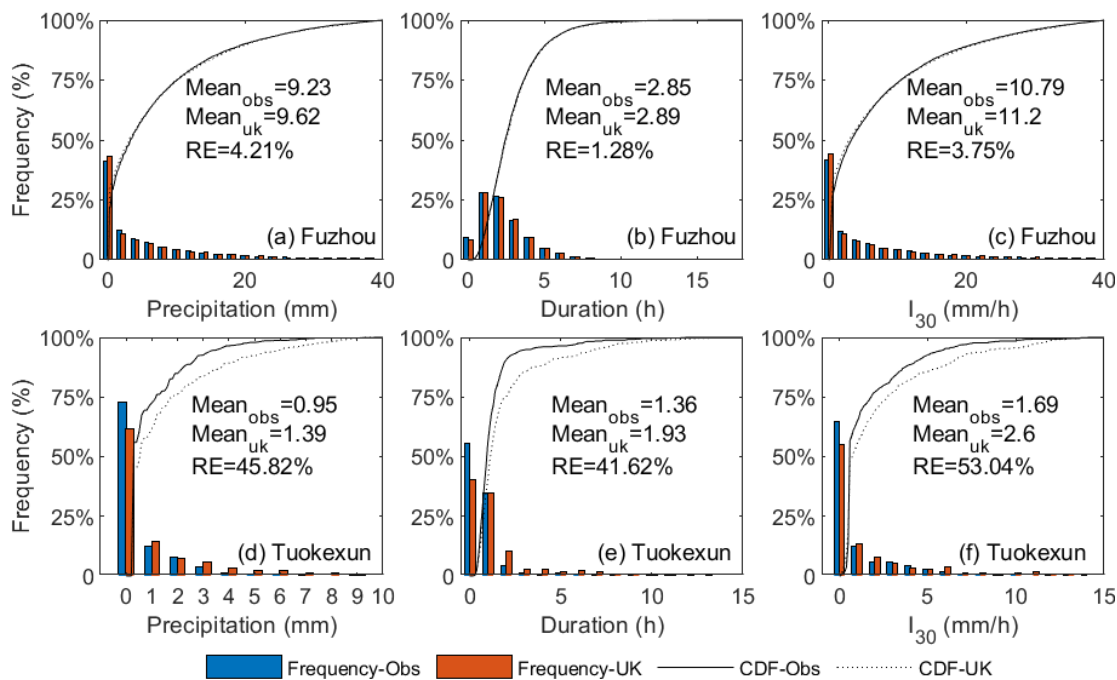 100%
75%
50%
25%
0
Frequency (%)
Mean_obs=9.23
Mean_uk=9.62
RE=4.21%
(a) Fuzhou
0 20 40
Precipitation (mm)
100%
75%
50%
25%
0
Mean_obs=2.85
Mean_uk=2.89
RE=1.28%
(b) Fuzhou
0 5 10 15
Duration (h)
100%
75%
50%
25%
0
Mean_obs=10.79
Mean_uk=11.2
RE=3.75%
(c) Fuzhou
0 20 40
I_30 (mm/h)
100%
75%
50%
25%
0
Frequency (%)
Mean_obs=0.95
Mean_uk=1.39
RE=45.82%
(d) Tuokexun
0 1 2 3 4 5 6 7 8 9 10
Precipitation (mm)
100%
75%
50%
25%
0
Mean_obs=1.36
Mean_uk=1.93
RE=41.62%
(e) Tuokexun
0 5 10 15
Duration (h)
100%
75%
50%
25%
0
Mean_obs=1.69
Mean_uk=2.6
RE=53.04%
(f) Tuokexun
0 5 10 15
I_30 (mm/h)
Frequency-Obs Frequency-UK CDF-Obs CDF-UK